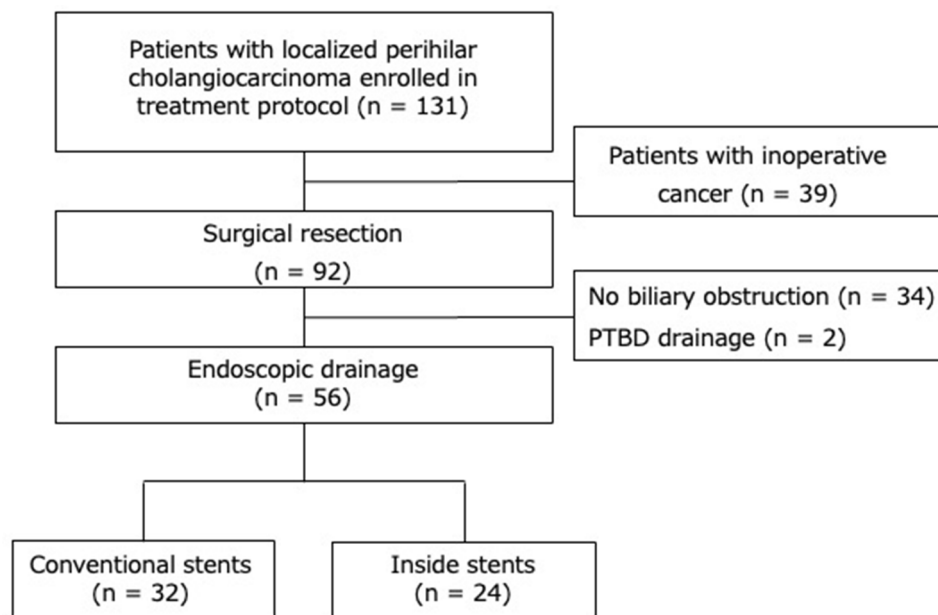 Patients with localized perihilar
cholangiocarcinoma enrolled in
treatment protocol (n = 131)
Patients with inoperative
cancer (n = 39)
Surgical resection
(n = 92)
No biliary obstruction (n = 34)
PTBD drainage (n = 2)
Endoscopic drainage
(n = 56)
Conventional stents
(n = 32)
Inside stents
(n = 24)